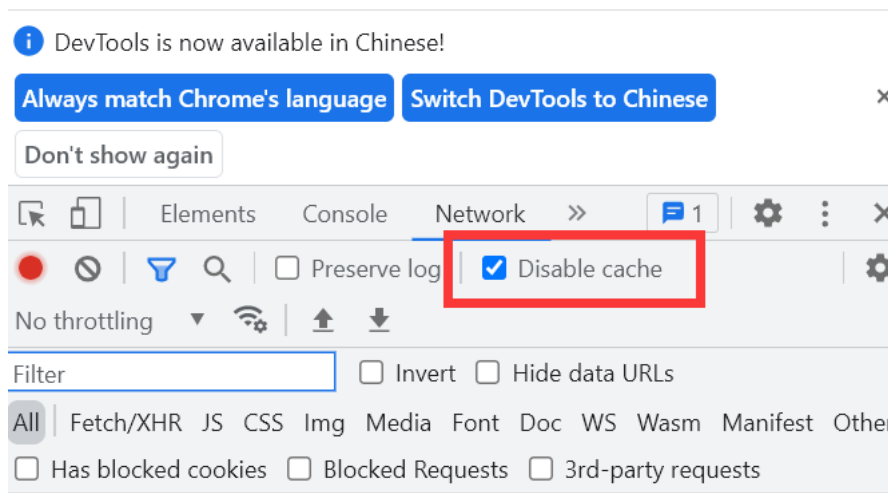 DevTools is now available in Chinese!
Always match Chrome's language Switch DevTools to Chinese
Don't show again
Elements Console Network 1
Preserve log Disable cache
No throttling
Filter Invert Hide data URLs
All Fetch/XHR JS CSS Img Media Font Doc WS Wasm Manifest Other
Has blocked cookies Blocked Requests 3rd-party requests